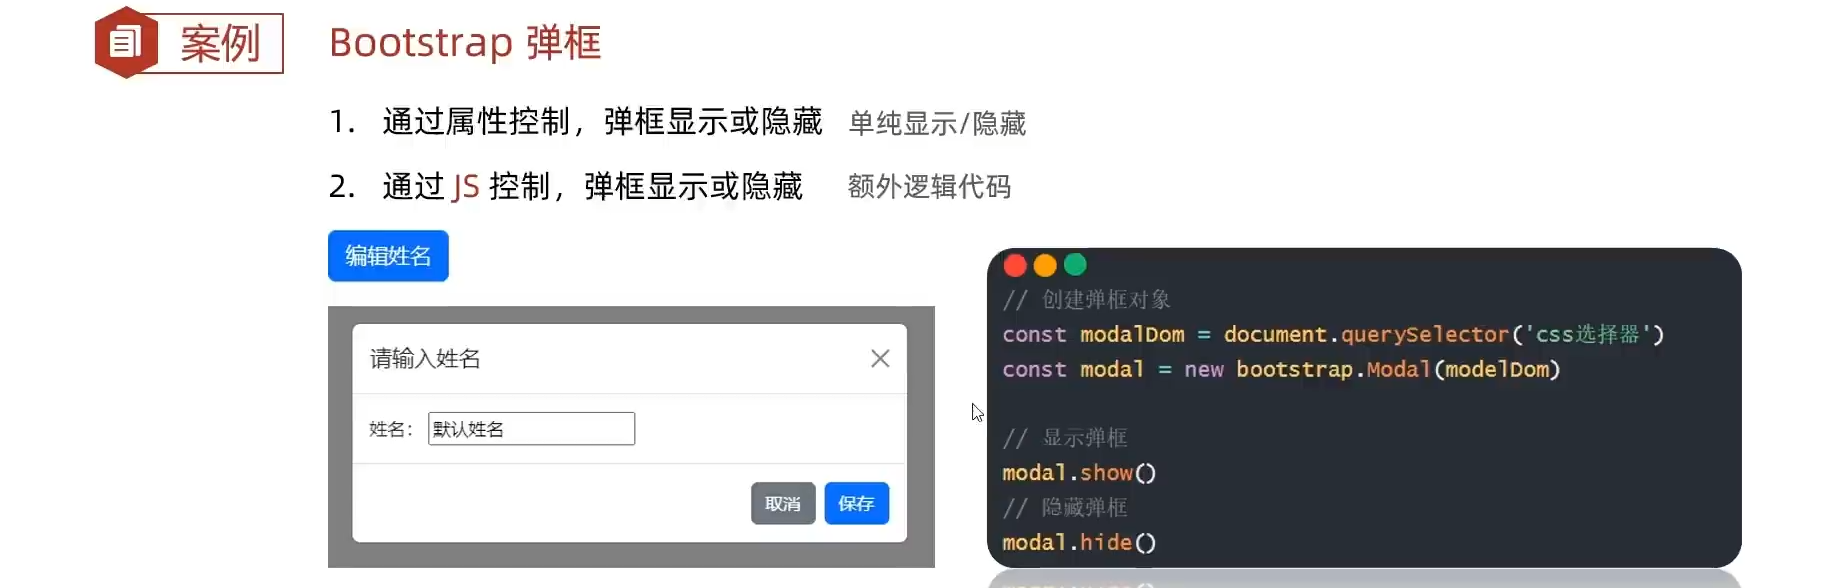 案例
Bootstrap 弹框
1. 通过属性控制，弹框显示或隐藏 单纯显示/隐藏
2. 通过 JS 控制，弹框显示或隐藏 额外逻辑代码
编辑姓名
请输入姓名
姓名：默认姓名
取消 保存
// 创建弹框对象
const modalDom = document.querySelector('css选择器')
const modal = new bootstrap.Modal(modelDom)
// 显示弹框
modal.show()
// 隐藏弹框
modal.hide()